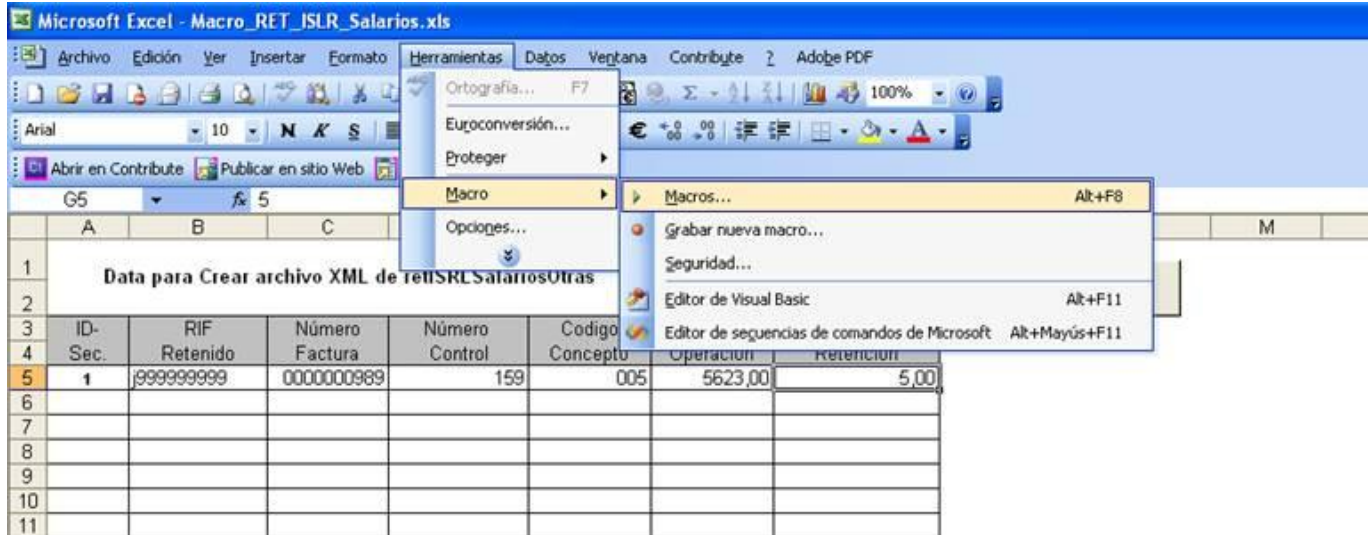 Microsoft Excel - Macro_RET_ISLR_Salarios.xls
Archivo Edición Ver Insertar Formato Herramientas Datos Ventana Contribute ? Adobe PDF
Ortografía... F7 Σ 100%
Arial 10 N K S €
Euroconversión...
Abrir en Contribute Publicar en sitio Web
Proteger
G5 fx 5
Macro
Macros... Alt+F8
A B C M
Opciones...
Grabar nueva macro...
Seguridad...
1 Data para Crear archivo XML de retISRLSalariosOtras
Editor de Visual Basic Alt+F11
2
Editor de secuencias de comandos de Microsoft Alt+Mayús+F11
3 ID- RIF Número Número Codigo
4 Sec. Retenido Factura Control Concepto Operación Retención
5 1 j999999999 0000000989 159 005 5623,00 5,00
6
7
8
9
10
11